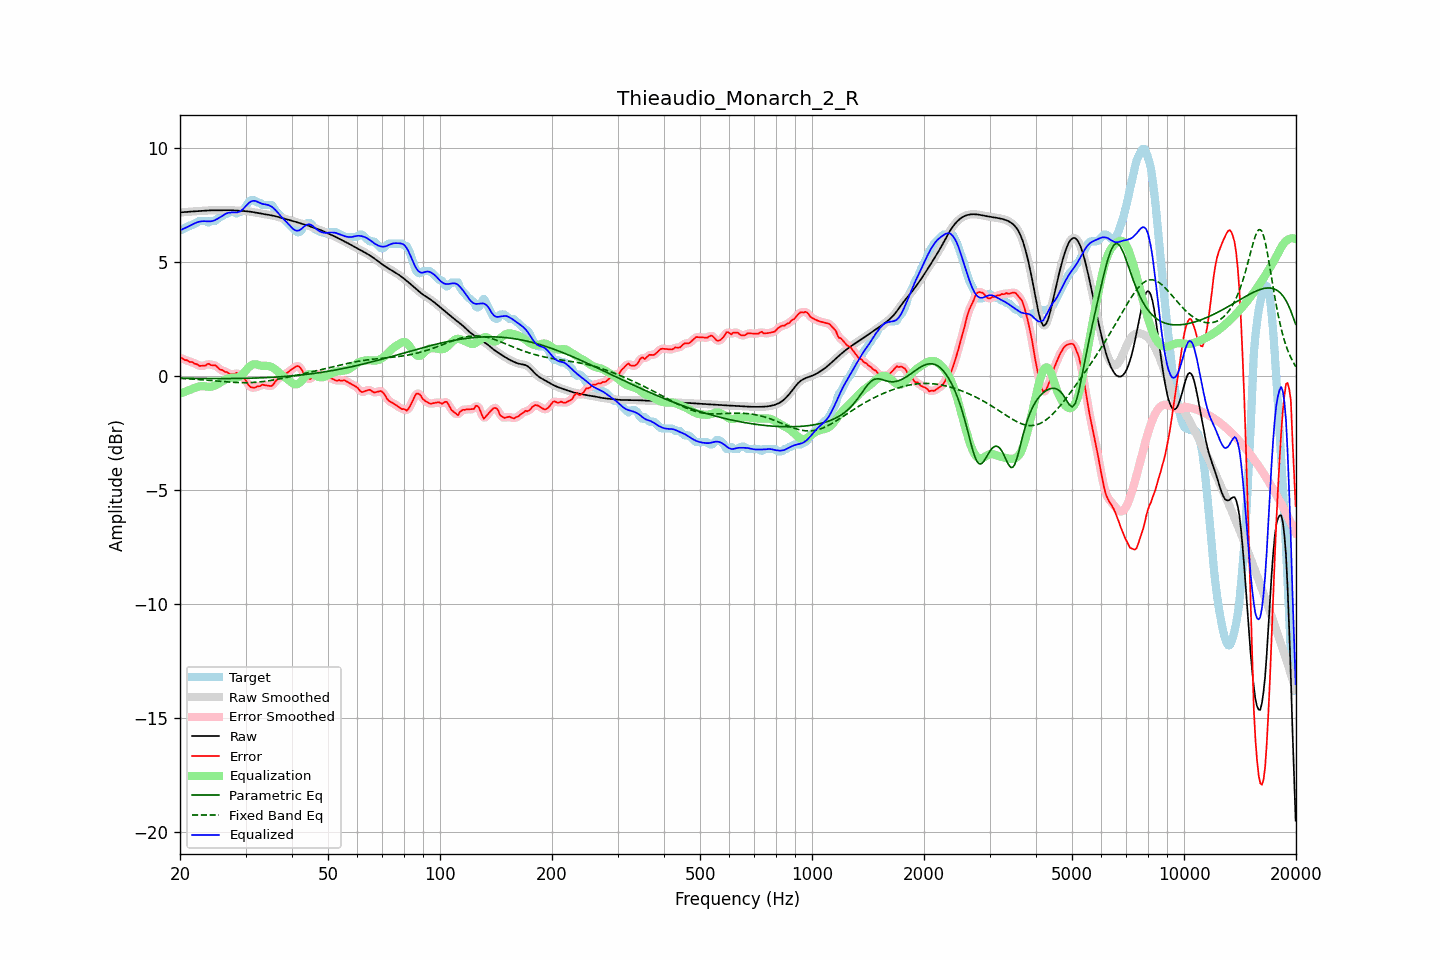 Thieaudio_Monarch_2_R
Amplitude (dBr)
10
5
0
−5
−10
−15
−20
Target
Raw Smoothed
Error Smoothed
Raw
Error
Equalization
Parametric Eq
Fixed Band Eq
Equalized
20 50 100 200 500 1000 2000 5000 10000 20000
Frequency (Hz)